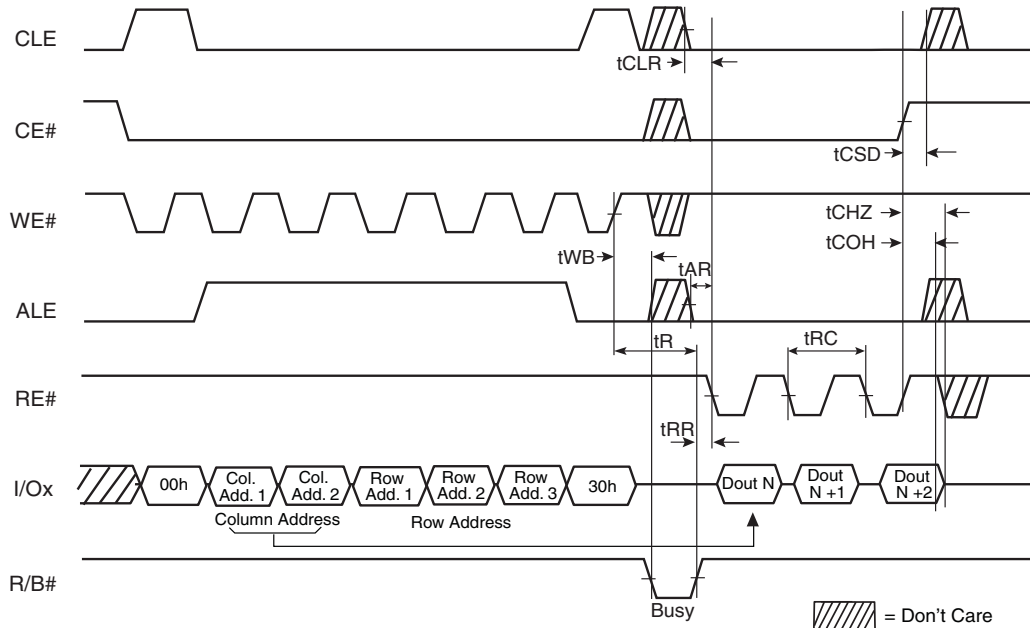 CLE
tCLR
CE#
tCSD
WE#
tCHZ
tCOH
tWB
tAR
ALE
tR
tRC
RE#
tRR
I/Ox
00h
Col.
Add. 1
Col.
Add. 2
Row
Add. 1
Row
Add. 2
Row
Add. 3
30h
Dout N
Dout
N +1
Dout
N +2
Column Address
Row Address
R/B#
Busy
= Don't Care